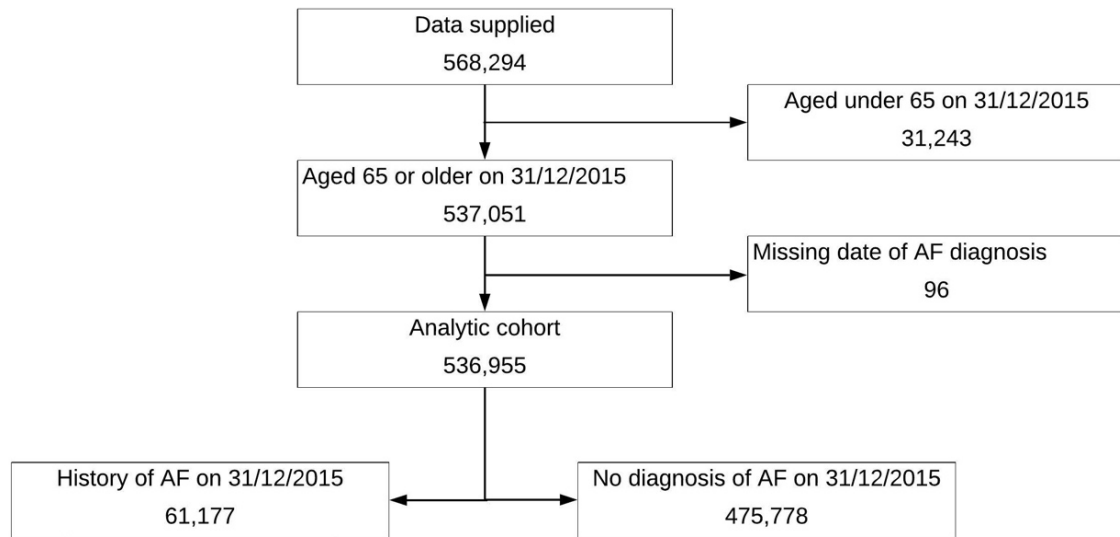 Data supplied
568,294
Aged under 65 on 31/12/2015
31,243
Aged 65 or older on 31/12/2015
537,051
Missing date of AF diagnosis
96
Analytic cohort
536,955
History of AF on 31/12/2015
61,177
No diagnosis of AF on 31/12/2015
475,778